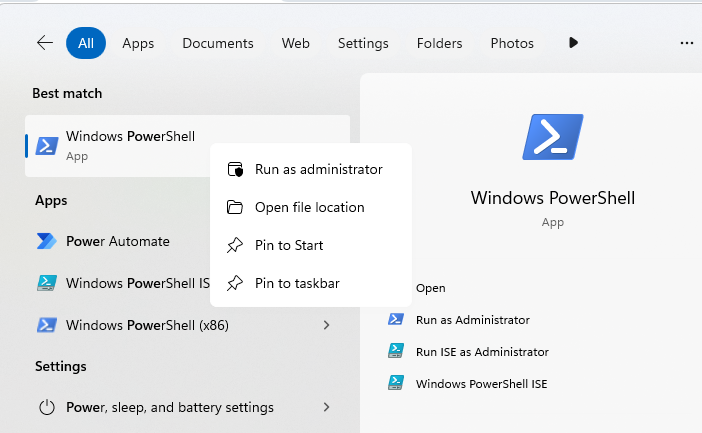 All Apps Documents Web Settings Folders Photos
Best match
Windows PowerShell
App
Run as administrator
Open file location
Pin to Start
Pin to taskbar
Apps
Power Automate
Windows PowerShell IS
Windows PowerShell (x86)
Settings
Power, sleep, and battery settings
Windows PowerShell
App
Open
Run as Administrator
Run ISE as Administrator
Windows PowerShell ISE